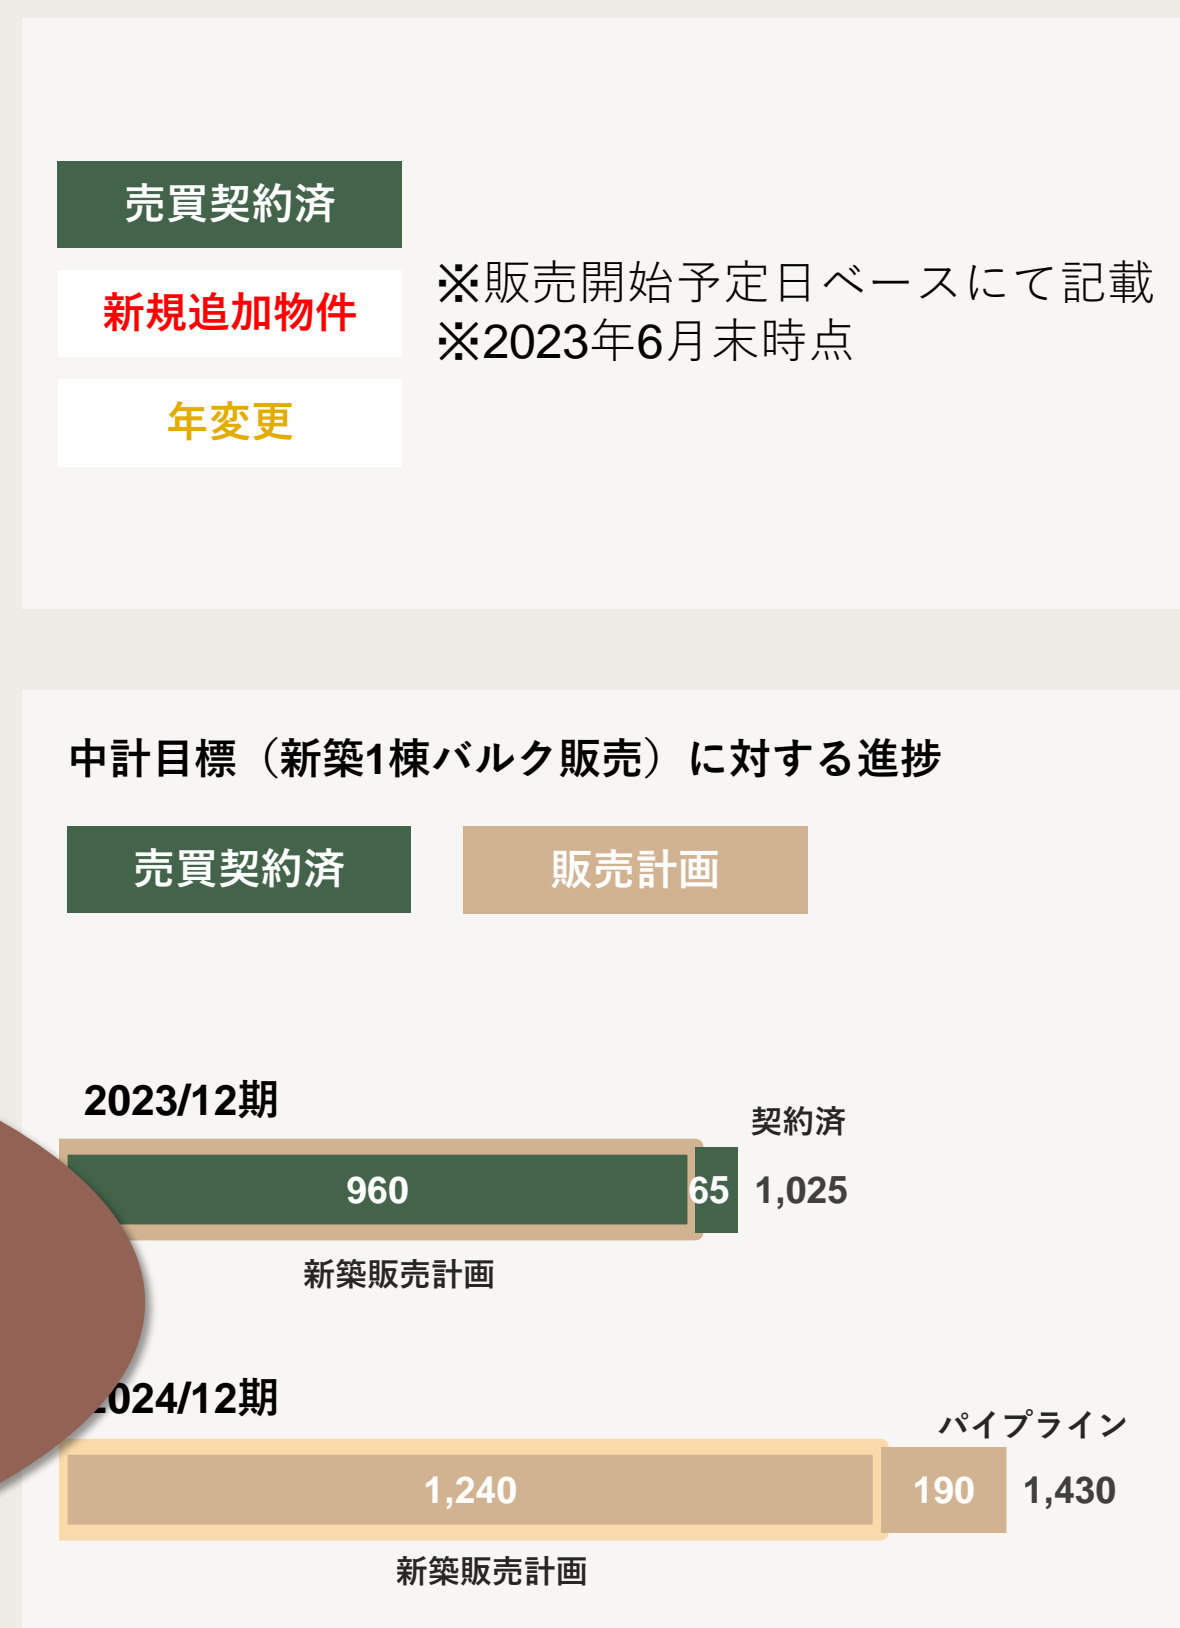 売買契約済
新規追加物件
年変更
※販売開始予定日ベースにて記載
※2023年6月末時点
中計目標（新築1棟バルク販売）に対する進捗
売買契約済 販売計画
2023/12期
契約済
960 65 1,025
新築販売計画
024/12期
パイプライン
1,240 190 1,430
新築販売計画